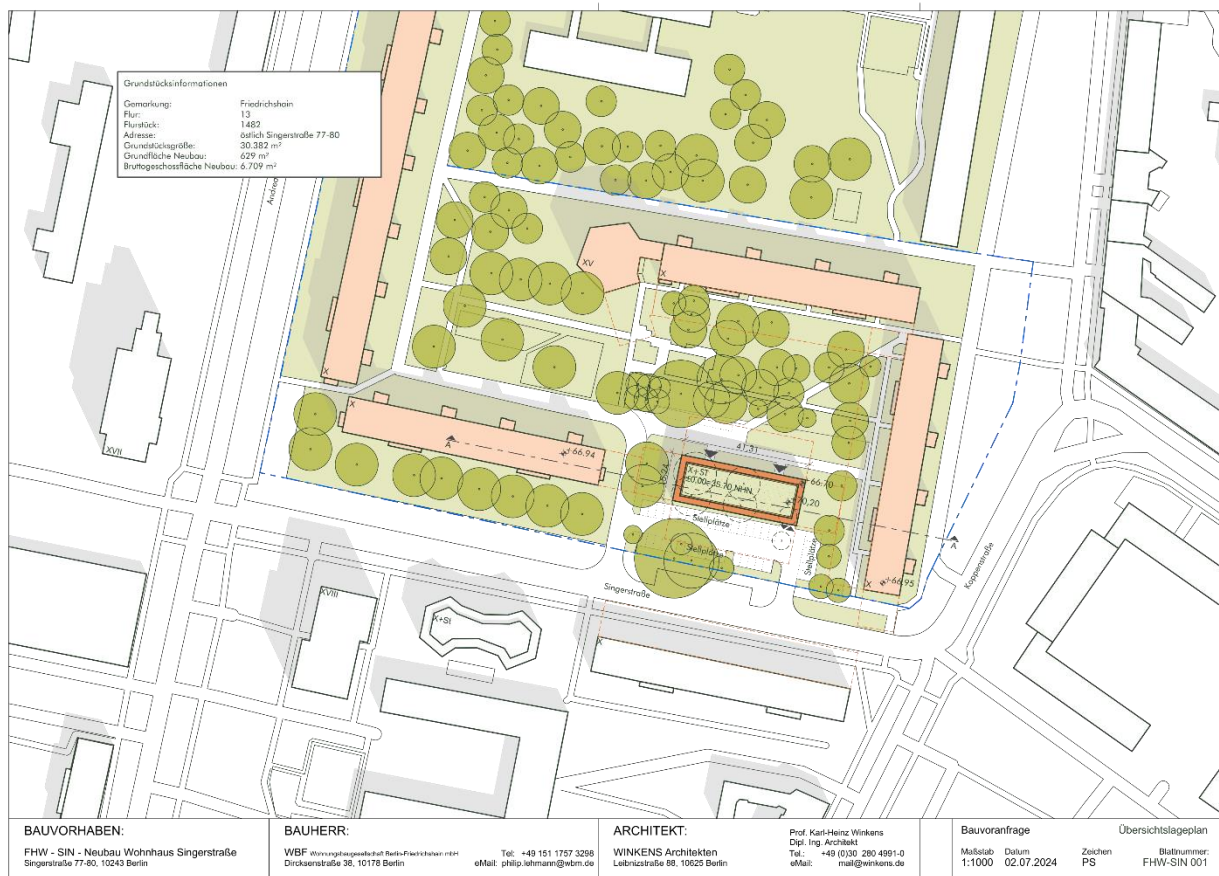 Grundstücksinformationen
Gemarkung: Friedrichshain
Flur: 13
Flurstück: 1482
Adresse: östlich Singerstraße 77-80
Grundstücksgröße: 30.382 m²
Grundfläche Neubau: 629 m²
Bruttogeschossfläche Neubau: 6.709 m²
XV
X
X
X
XVII
A
+66.94
41,31
X+ST
±0,00=35.70 NHN
+66.70
Stellplätze
Stellplätze
Stellplätze
A
Koppenstraße
X
+66.95
Singerstraße
XVIII
X+St
X
BAUVORHABEN:
FHW - SIN - Neubau Wohnhaus Singerstraße
Singerstraße 77-80, 10243 Berlin
BAUHERR:
WBF Wohnungsbaugesellschaft Berlin-Friedrichshain mbH Tel: +49 151 1757 3298
Dircksenstraße 38, 10178 Berlin eMail: philip.lehmann@wbm.de
ARCHITEKT:
WINKENS Architekten
Leibnizstraße 88, 10625 Berlin
Prof. Karl-Heinz Winkens
Dipl. Ing. Architekt
Tel.: +49 (0)30 280 4991-0
eMail: mail@winkens.de
Bauvoranfrage Übersichtslageplan
Maßstab Datum Zeichen Blattnummer:
1:1000 02.07.2024 PS FHW-SIN 001